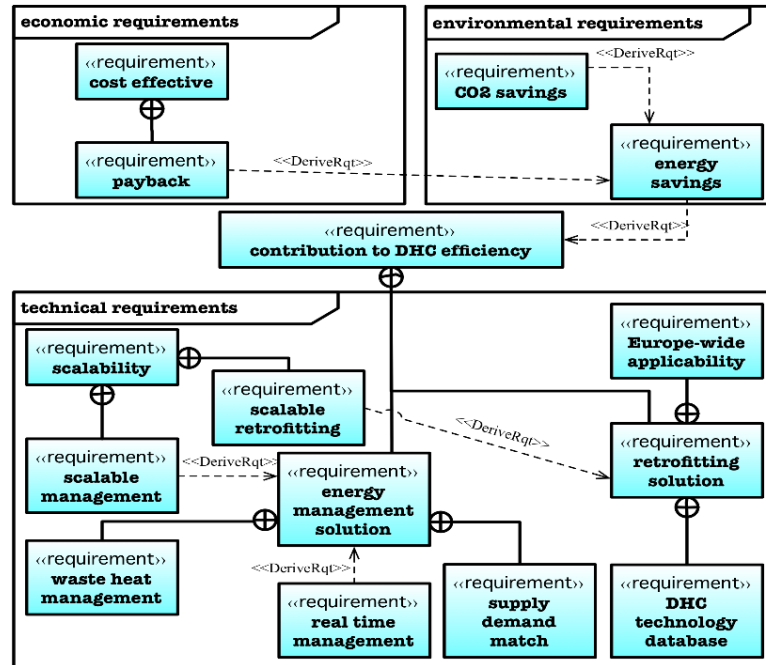 economic requirements
‹‹requirement››
cost effective
‹‹requirement››
payback
<<DeriveRqt>>
environmental requirements
<<DeriveRqt>>
‹‹requirement››
CO2 savings
‹‹requirement››
energy
savings
<<DeriveRqt>>
‹‹requirement››
contribution to DHC efficiency
technical requirements
‹‹requirement››
scalability
‹‹requirement››
scalable
retrofitting
‹‹requirement››
Europe-wide
applicability
<<DeriveRqt>>
‹‹requirement››
scalable
management
<<DeriveRqt>>
‹‹requirement››
energy
management
solution
‹‹requirement››
retrofitting
solution
‹‹requirement››
waste heat
management
<<DeriveRqt>>
‹‹requirement››
real time
management
‹‹requirement››
supply
demand
match
‹‹requirement››
DHC
technology
database